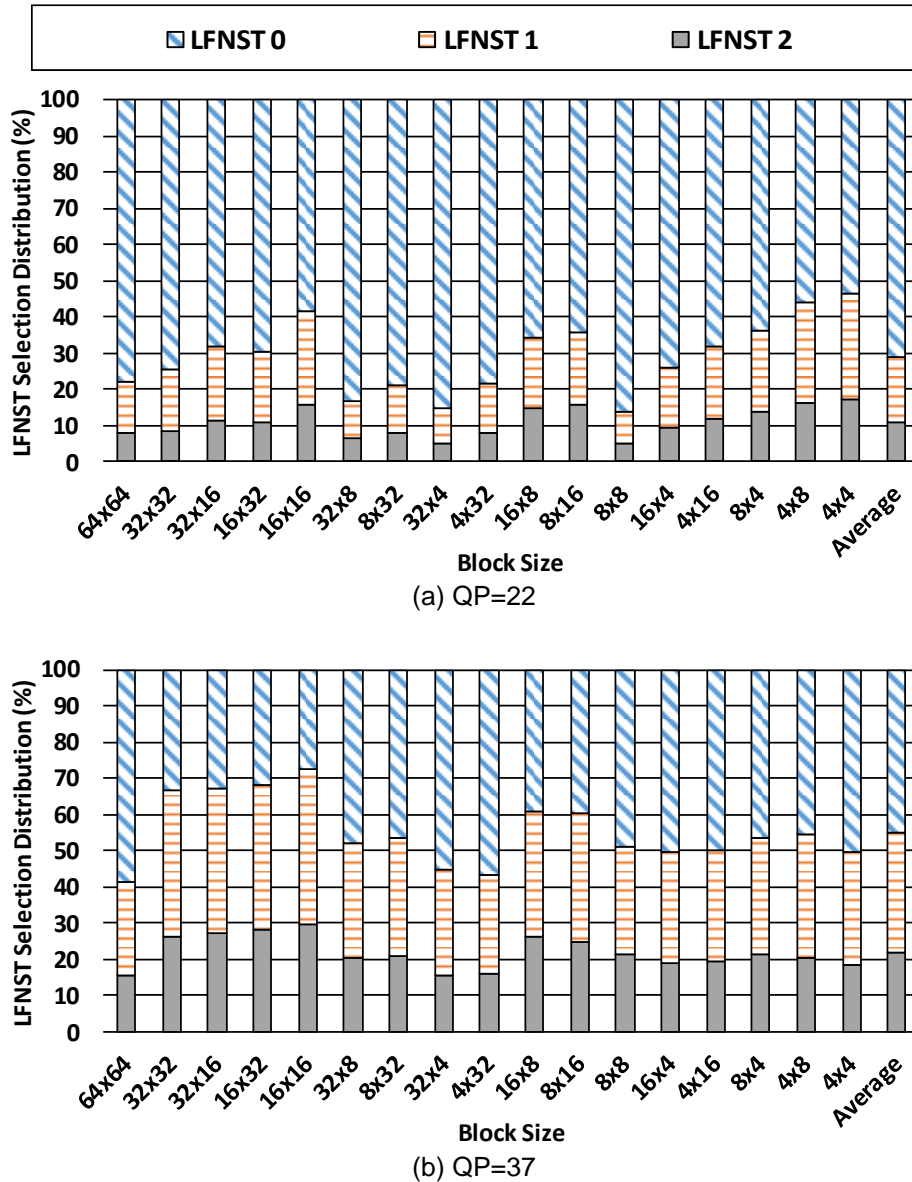 LFNST 0 LFNST 1 LFNST 2
LFNST Selection Distribution (%)
100
90
80
70
60
50
40
30
20
10
0
64x64 32x32 32x16 16x32 16x16 32x8 8x32 32x4 4x32 16x8 8x16 8x8 16x4 4x16 8x4 4x8 4x4 Average
Block Size
(a) QP=22
LFNST Selection Distribution (%)
100
90
80
70
60
50
40
30
20
10
0
64x64 32x32 32x16 16x32 16x16 32x8 8x32 32x4 4x32 16x8 8x16 8x8 16x4 4x16 8x4 4x8 4x4 Average
Block Size
(b) QP=37